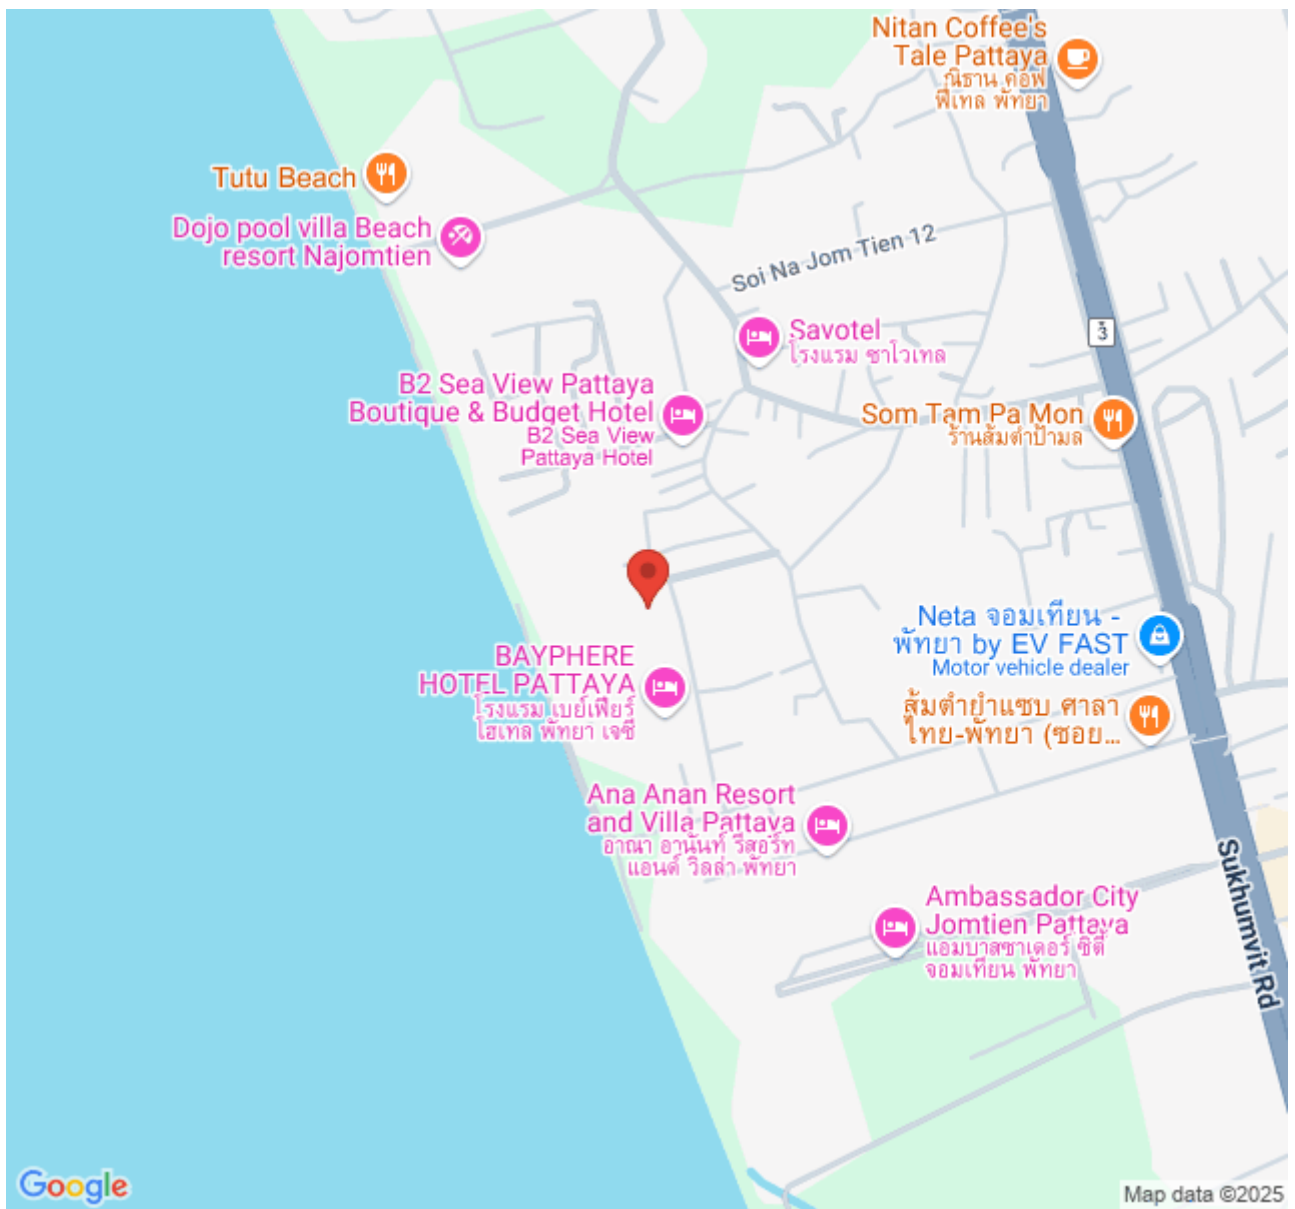 Nitan Coffee's
Tale Pattaya
ณิธาน คอฟ
ฟี่เทล พัทยา
Tutu Beach
Dojo pool villa Beach
resort Najomtien
Soi Na Jom Tien 12
Savotel
โรงแรม ซาโวเทล
3
B2 Sea View Pattaya
Boutique & Budget Hotel
B2 Sea View
Pattaya Hotel
Som Tam Pa Mon
ร้านส้มตำป้ามล
Neta จอมเทียน -
พัทยา by EV FAST
Motor vehicle dealer
BAYPHERE
HOTEL PATTAYA
โรงแรม เบย์เฟียร์
โฮเทล พัทยา เจซี
ส้มตำยำแซบ ศาลา
ไทย-พัทยา (ซอย...
Ana Anan Resort
and Villa Pattaya
อาณา อานันท์ รีสอร์ท
แอนด์ วิลล่า พัทยา
Sukhumvit Rd
Ambassador City
Jomtien Pattaya
แอมบาสซาเดอร์ ซิตี้
จอมเทียน พัทยา
Google
Map data ©2025